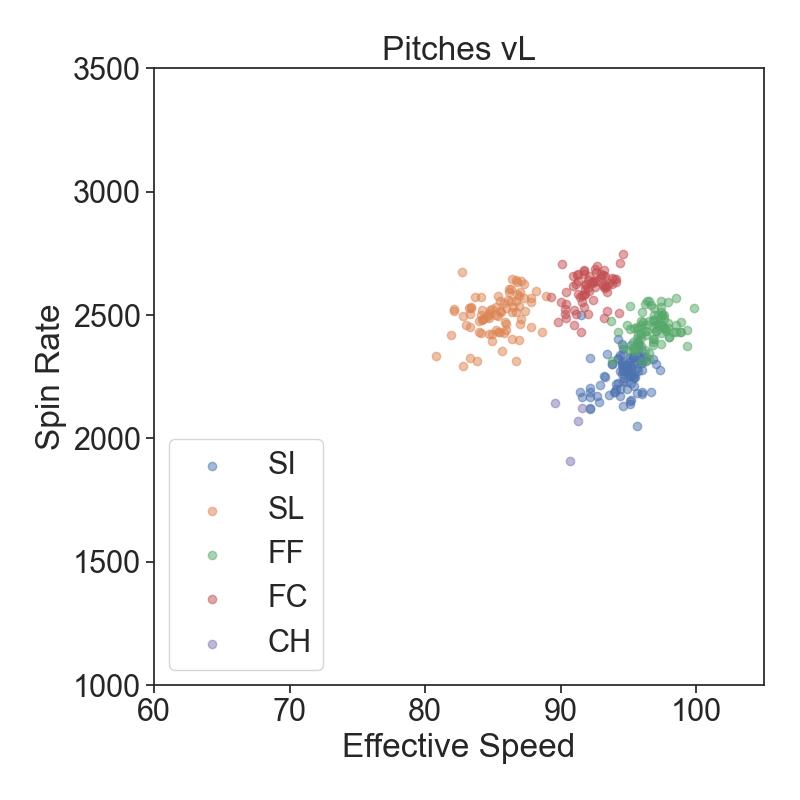 Pitches vL
3500
3000
2500
2000
1500
1000
Spin Rate
SI
SL
FF
FC
CH
60 70 80 90 100
Effective Speed